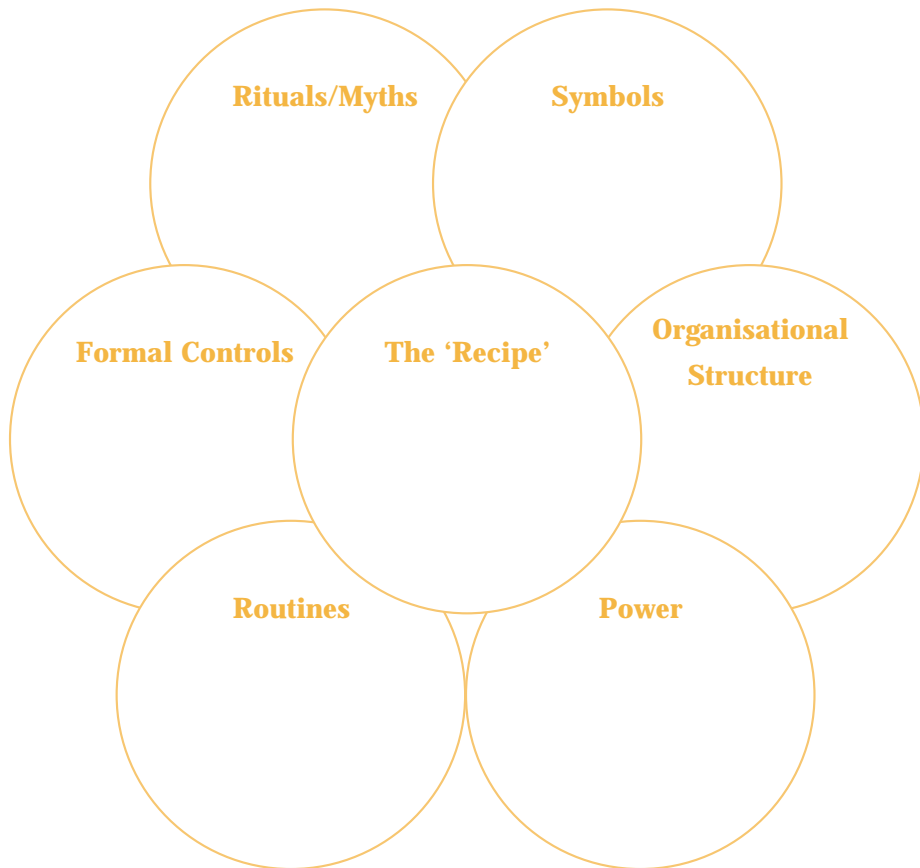 Rituals/Myths
Symbols
Formal Controls
The ‘Recipe’
Organisational
Structure
Routines
Power